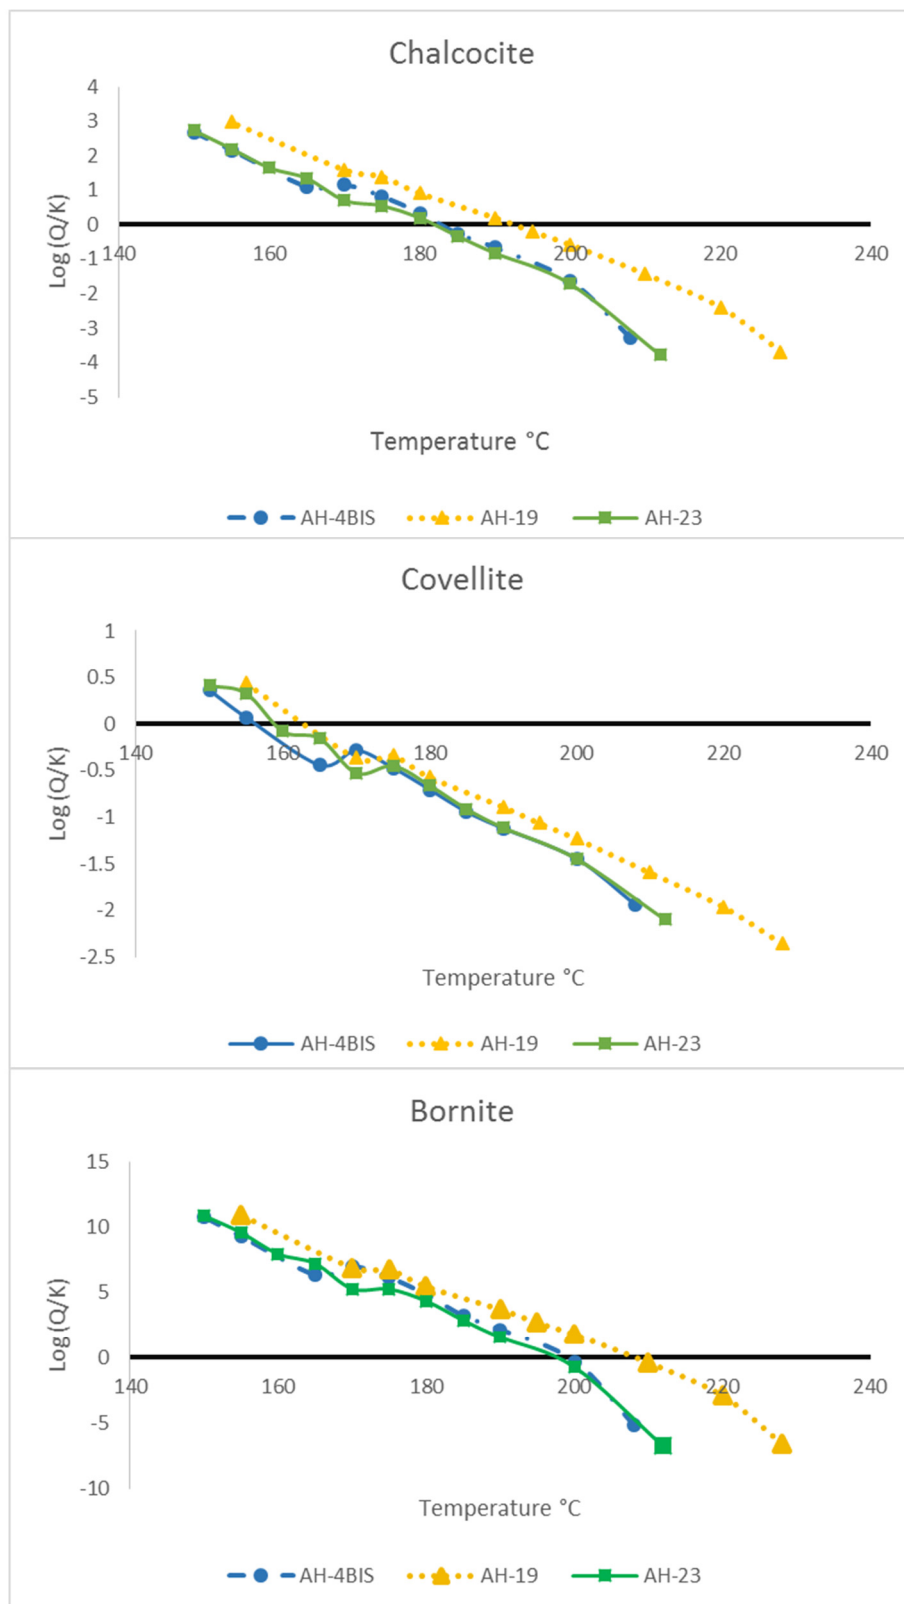 Chalcocite
4
3
2
1
0
-1
-2
-3
-4
-5
140 160 180 200 220 240
Log (Q/K)
Temperature °C
AH-4BIS AH-19 AH-23
Covellite
1
0.5
0
-0.5
-1
-1.5
-2
-2.5
140 160 180 200 220 240
Log (Q/K)
Temperature °C
AH-4BIS AH-19 AH-23
Bornite
15
10
5
0
-5
-10
140 160 180 200 220 240
Log (Q/K)
Temperature °C
AH-4BIS AH-19 AH-23